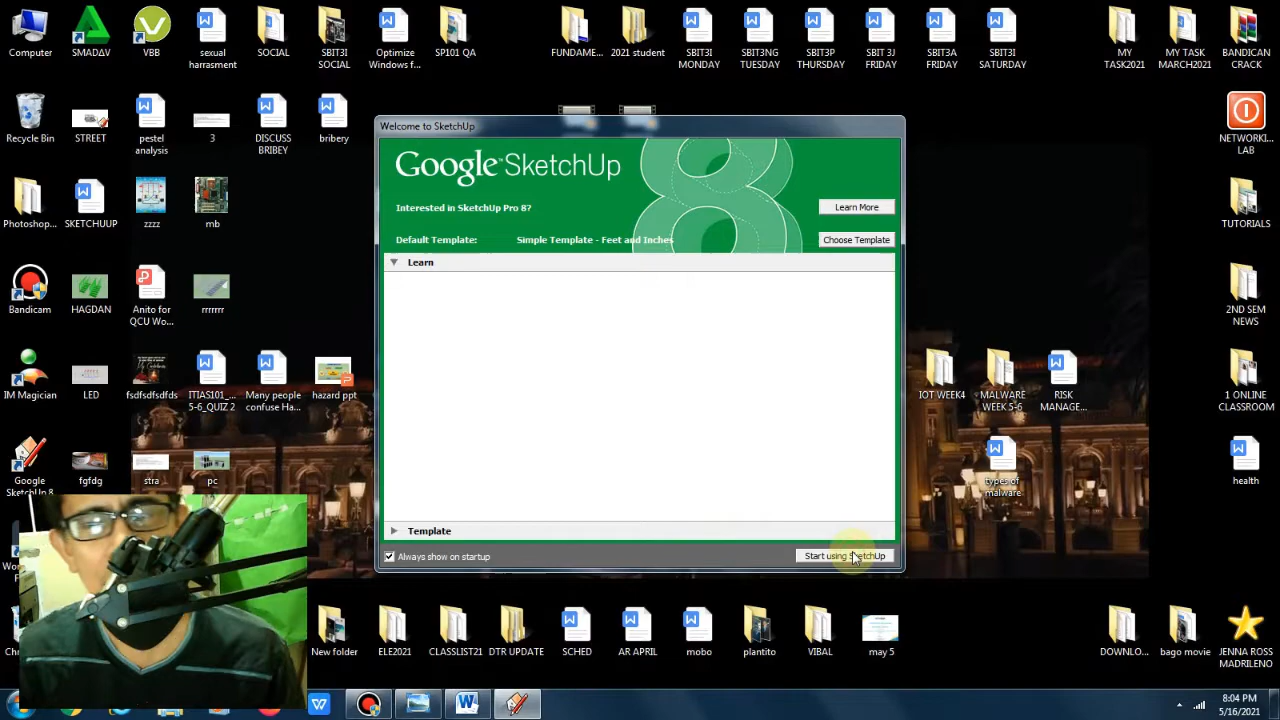 Computer
SMADAV
VBB
sexual harrasment
SOCIAL
SBIT3I SOCIAL
Optimize Windows f...
SP101 QA
FUNDAME...
2021 student
SBIT3I MONDAY
SBIT3NG TUESDAY
SBIT3P THURSDAY
SBIT 3J FRIDAY
SBIT3A FRIDAY
SBIT3I SATURDAY
MY TASK2021
MY TASK MARCH2021
BANDICAN CRACK
Recycle Bin
STREET
pestel analysis
3
DISCUSS BRIBEY
bribery
NETWORKI... LAB
Photoshop...
SKETCHUUP
zzzz
mb
TUTORIALS
Bandicam
HAGDAN
Anito for QCU Wo...
rrrrrrr
2ND SEM NEWS
IM Magician
LED
fsdfsdfsdfds
ITIAS101_... 5-6_QUIZ 2
Many people confuse Ha...
hazard ppt
IOT WEEK4
MALWARE WEEK 5-6
RISK MANAGE...
1 ONLINE CLASSROOM
Google SketchUp 8
fgfdg
stra
pc
types of malware
health
Welcome to SketchUp
Google™ SketchUp
8
Interested in SketchUp Pro 8?
Learn More
Default Template:
Simple Template - Feet and Inches
Choose Template
Learn
Template
Always show on startup
Start using SketchUp
New folder
ELE2021
CLASSLIST21
DTR UPDATE
SCHED
AR APRIL
mobo
plantito
VIBAL
may 5
DOWNLO...
bago movie
JENNA ROSS MADRILENO
8:04 PM
5/16/2021